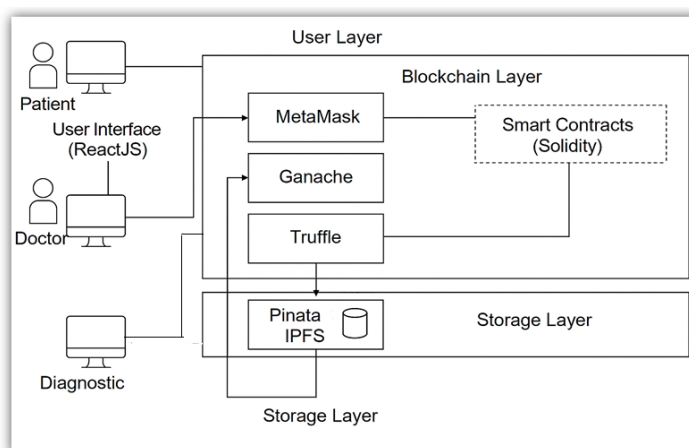 User Layer
Patient
User Interface
(ReactJS)
Doctor
Diagnostic
Blockchain Layer
MetaMask
Smart Contracts
(Solidity)
Ganache
Truffle
Pinata
IPFS
Storage Layer
Storage Layer